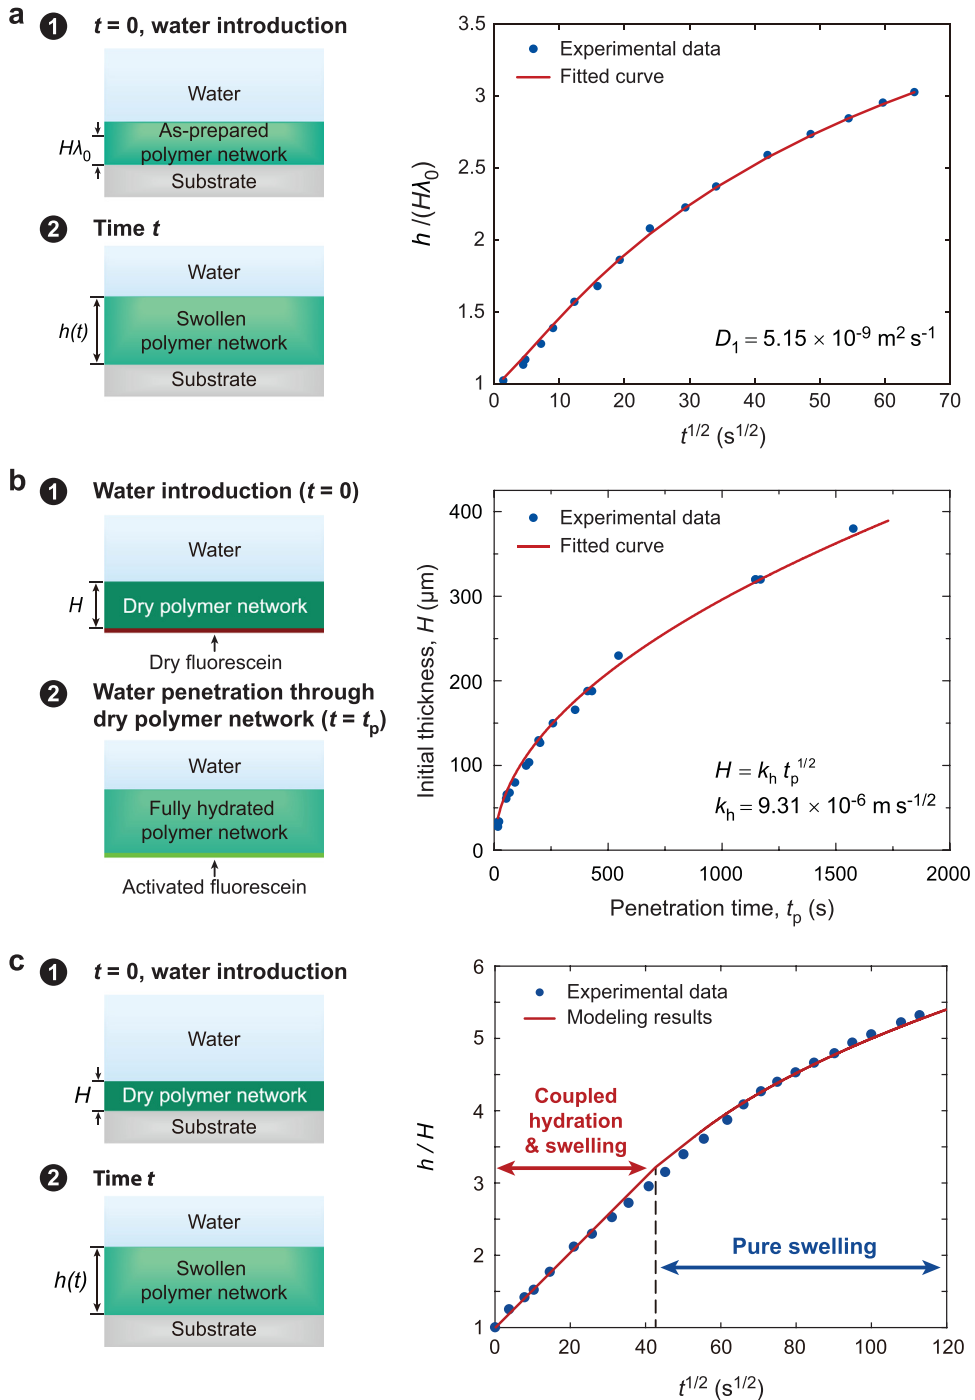 a
1 t = 0, water introduction
Water
As-prepared
polymer network
Hλ0
Substrate
2 Time t
Water
h(t)
Swollen
polymer network
Substrate
3.5
3
2.5
2
1.5
1
h /(Hλ0)
Experimental data
Fitted curve
D1 = 5.15 × 10-9 m2 s-1
0 10 20 30 40 50 60 70
t1/2 (s1/2)
b
1 Water introduction (t = 0)
Water
H
Dry polymer network
Dry fluorescein
2 Water penetration through
dry polymer network (t = tp)
Water
Fully hydrated
polymer network
Activated fluorescein
400
300
200
100
0
Initial thickness, H (μm)
Experimental data
Fitted curve
H = kh tp1/2
kh = 9.31 × 10-6 m s-1/2
0 500 1000 1500 2000
Penetration time, tp (s)
c
1 t = 0, water introduction
Water
H
Dry polymer network
Substrate
2 Time t
Water
h(t)
Swollen
polymer network
Substrate
6
5
4
3
2
1
h / H
Experimental data
Modeling results
Coupled
hydration
& swelling
Pure swelling
0 20 40 60 80 100 120
t1/2 (s1/2)